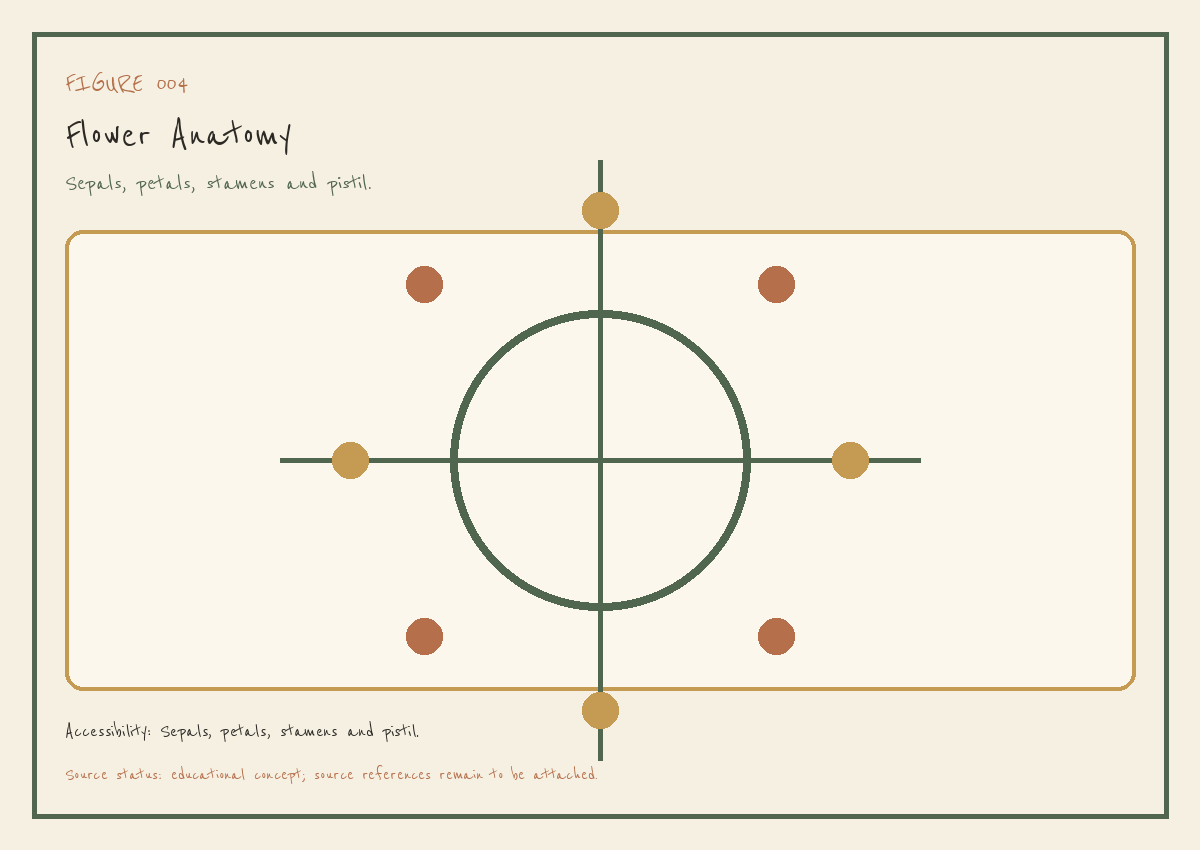 FIGURE 004
Flower Anatomy
Sepals, petals, stamens and pistil.
Accessibility: Sepals, petals, stamens and pistil.
Source status: educational concept; source references remain to be attached.